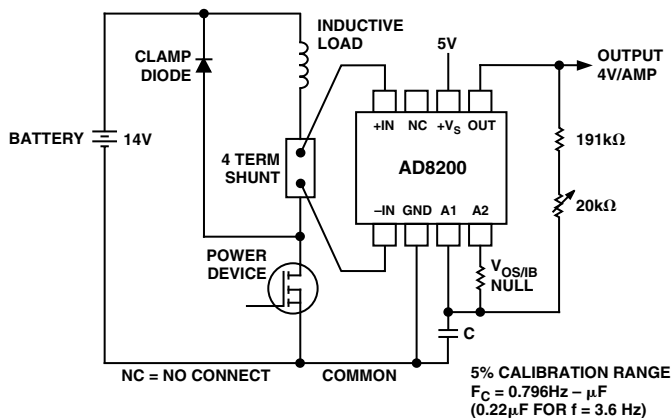 INDUCTIVE
LOAD
CLAMP
DIODE
5V
OUTPUT
4V/AMP
BATTERY
14V
4 TERM
SHUNT
+IN NC +VS OUT
AD8200
–IN GND A1 A2
191kΩ
20kΩ
POWER
DEVICE
VOS/IB
NULL
C
NC = NO CONNECT
COMMON
5% CALIBRATION RANGE
FC = 0.796Hz – μF
(0.22μF FOR f = 3.6 Hz)